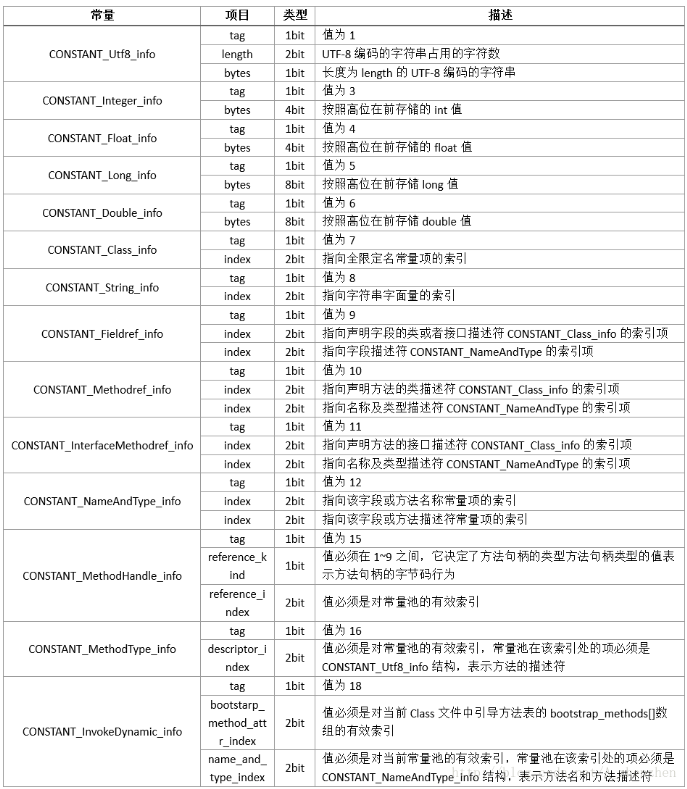 常量 项目 类型 描述
CONSTANT_Utf8_info tag 1bit 值为 1
length 2bit UTF-8 编码的字符串占用的字符数
bytes 1bit 长度为 length 的 UTF-8 编码的字符串
CONSTANT_Integer_info tag 1bit 值为 3
bytes 4bit 按照高位在前存储的 int 值
CONSTANT_Float_info tag 1bit 值为 4
bytes 4bit 按照高位在前存储的 float 值
CONSTANT_Long_info tag 1bit 值为 5
bytes 8bit 按照高位在前存储 long 值
CONSTANT_Double_info tag 1bit 值为 6
bytes 8bit 按照高位在前存储 double 值
CONSTANT_Class_info tag 1bit 值为 7
index 2bit 指向全限定名常量项的索引
CONSTANT_String_info tag 1bit 值为 8
index 2bit 指向字符串字面量的索引
CONSTANT_Fieldref_info tag 1bit 值为 9
index 2bit 指向声明字段的类或者接口描述符 CONSTANT_Class_info 的索引项
index 2bit 指向字段描述符 CONSTANT_NameAndType 的索引项
CONSTANT_Methodref_info tag 1bit 值为 10
index 2bit 指向声明方法的类描述符 CONSTANT_Class_info 的索引项
index 2bit 指向名称及类型描述符 CONSTANT_NameAndType 的索引项
CONSTANT_InterfaceMethodref_info tag 1bit 值为 11
index 2bit 指向声明方法的接口描述符 CONSTANT_Class_info 的索引项
index 2bit 指向名称及类型描述符 CONSTANT_NameAndType 的索引项
CONSTANT_NameAndType_info tag 1bit 值为 12
index 2bit 指向该字段或方法名称常量项的索引
index 2bit 指向该字段或方法描述符常量项的索引
CONSTANT_MethodHandle_info tag 1bit 值为 15
reference_k
ind 1bit 值必须在 1~9 之间，它决定了方法句柄的类型方法句柄类型的值表
示方法句柄的字节码行为
reference_i
ndex 2bit 值必须是对常量池的有效索引
CONSTANT_MethodType_info tag 1bit 值为 16
descriptor_i
ndex 2bit 值必须是对常量池的有效索引，常量池在该索引处的项必须是
CONSTANT_Utf8_info 结构，表示方法的描述符
CONSTANT_InvokeDynamic_info tag 1bit 值为 18
bootstarp_
method_att
r_index 2bit 值必须是对当前 Class 文件中引导方法表的 bootstrap_methods[]数
组的有效索引
name_and_
type_index 2bit 值必须是对当前常量池的有效索引，常量池在该索引处的项必须是
CONSTANT_NameAndType_info 结构，表示方法名和方法描述符